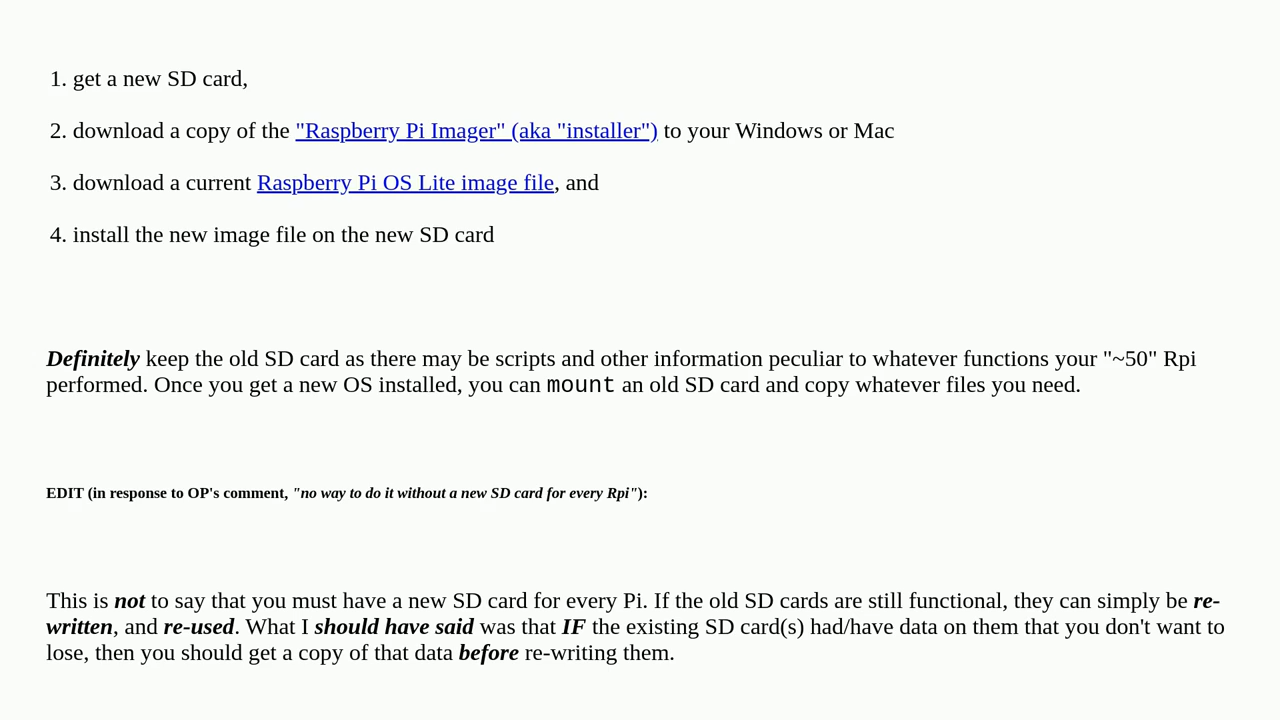 1. get a new SD card,
2. download a copy of the "Raspberry Pi Imager" (aka "installer") to your Windows or Mac
3. download a current Raspberry Pi OS Lite image file, and
4. install the new image file on the new SD card
Definitely keep the old SD card as there may be scripts and other information peculiar to whatever functions your "~50" Rpi
performed. Once you get a new OS installed, you can mount an old SD card and copy whatever files you need.
EDIT (in response to OP's comment, "no way to do it without a new SD card for every Rpi"):
This is not to say that you must have a new SD card for every Pi. If the old SD cards are still functional, they can simply be re-
written, and re-used. What I should have said was that IF the existing SD card(s) had/have data on them that you don't want to
lose, then you should get a copy of that data before re-writing them.